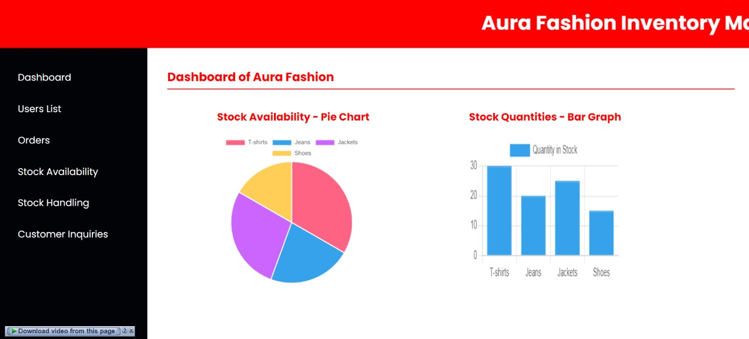 Aura Fashion Inventory Ma
Dashboard
Users List
Orders
Stock Availability
Stock Handling
Customer Inquiries
Dashboard of Aura Fashion
Stock Availability - Pie Chart
T-shirts Jeans Jackets
Shoes
Stock Quantities - Bar Graph
Quantity in Stock
30
20
10
0
T-shirts Jeans Jackets Shoes
Download video from this page